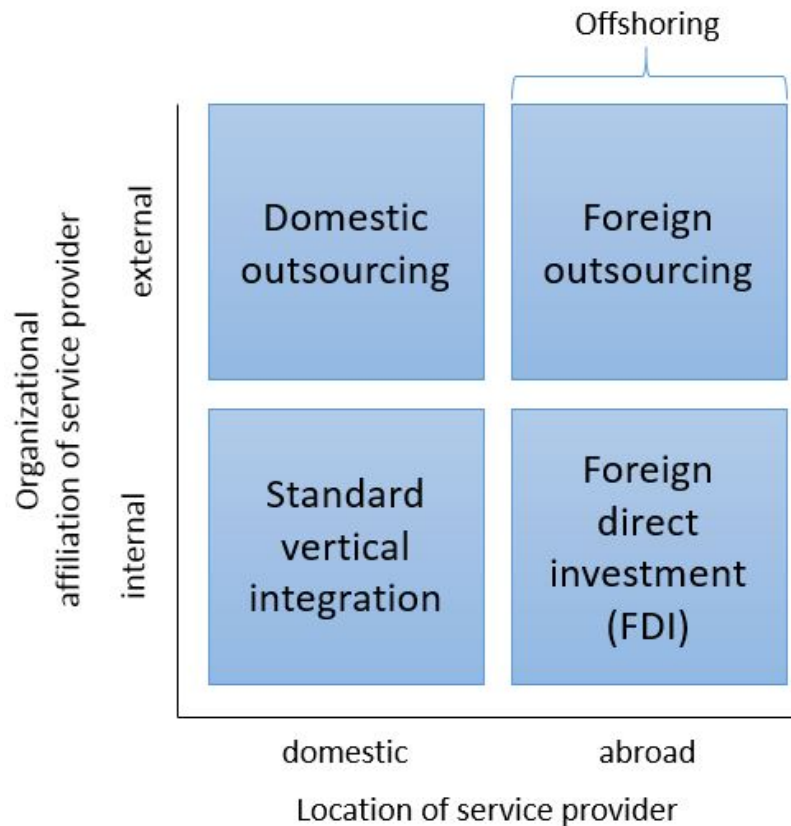 Offshoring
Organizational
affiliation of service provider
external
internal
Domestic
outsourcing
Foreign
outsourcing
Standard
vertical
integration
Foreign
direct
investment
(FDI)
domestic
abroad
Location of service provider